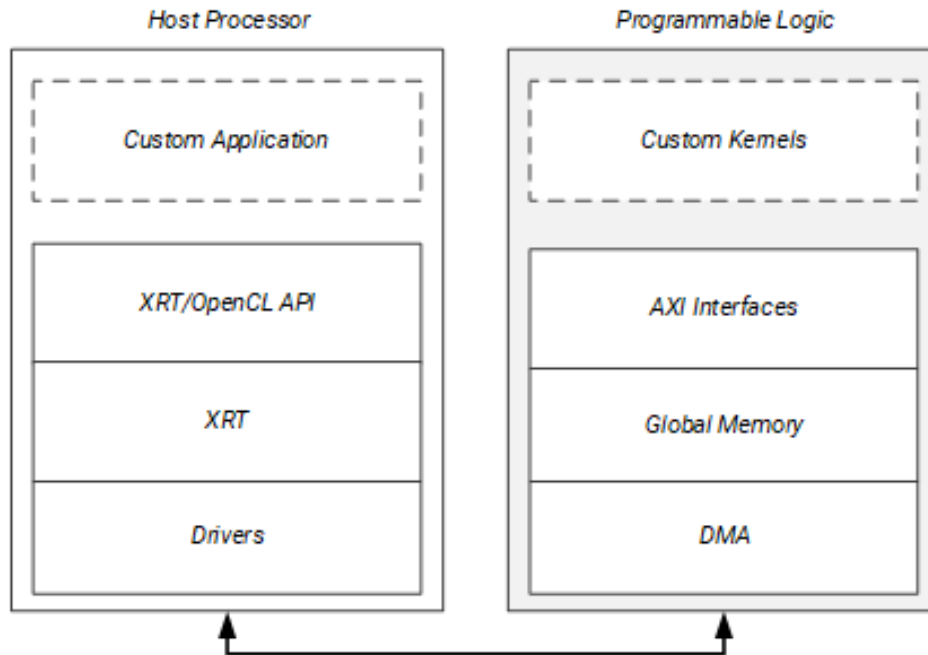 Host Processor
Programmable Logic
Custom Application
Custom Kernels
XRT/OpenCL API
AXI Interfaces
XRT
Global Memory
Drivers
DMA